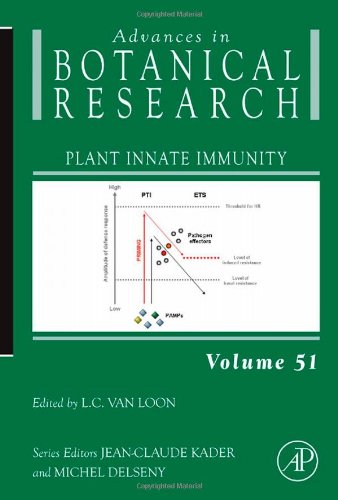 Advances in
BOTANICAL
RESEARCH
PLANT INNATE IMMUNITY
PTI
ETS
High
Threshold for HR
Amplitude of defense response
PRIMING
Pathogen
effectors
Level of
induced resistance
Level of
basal resistance
Low
PAMPs
Volume 51
Edited by L.C. VAN LOON
Series Editors JEAN-CLAUDE KADER
and MICHEL DELSENY
AP